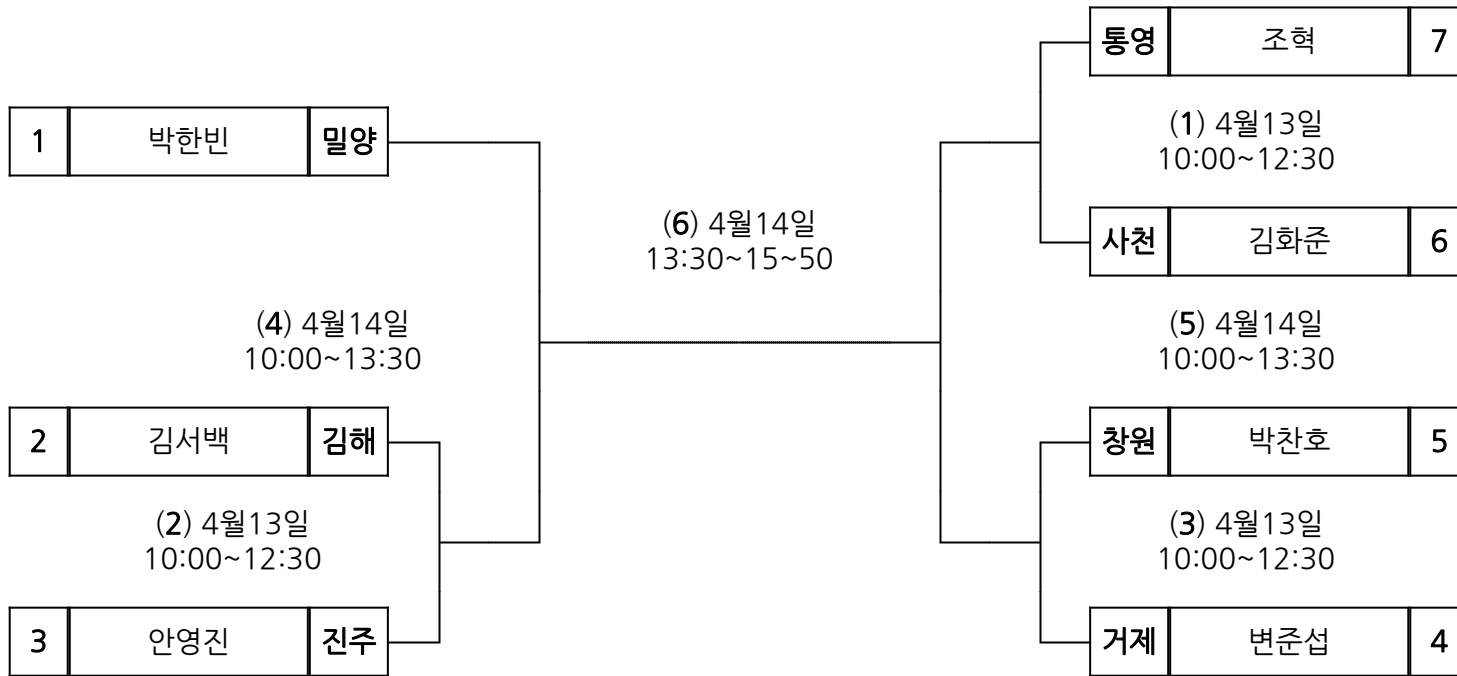 통영 조혁 7
1 박한빈 밀양
(1) 4월13일
10:00~12:30
(6) 4월14일
13:30~15~50
사천 김화준 6
(4) 4월14일
10:00~13:30
(5) 4월14일
10:00~13:30
2 김서백 김해
창원 박찬호 5
(2) 4월13일
10:00~12:30
(3) 4월13일
10:00~12:30
3 안영진 진주
거제 변준섭 4